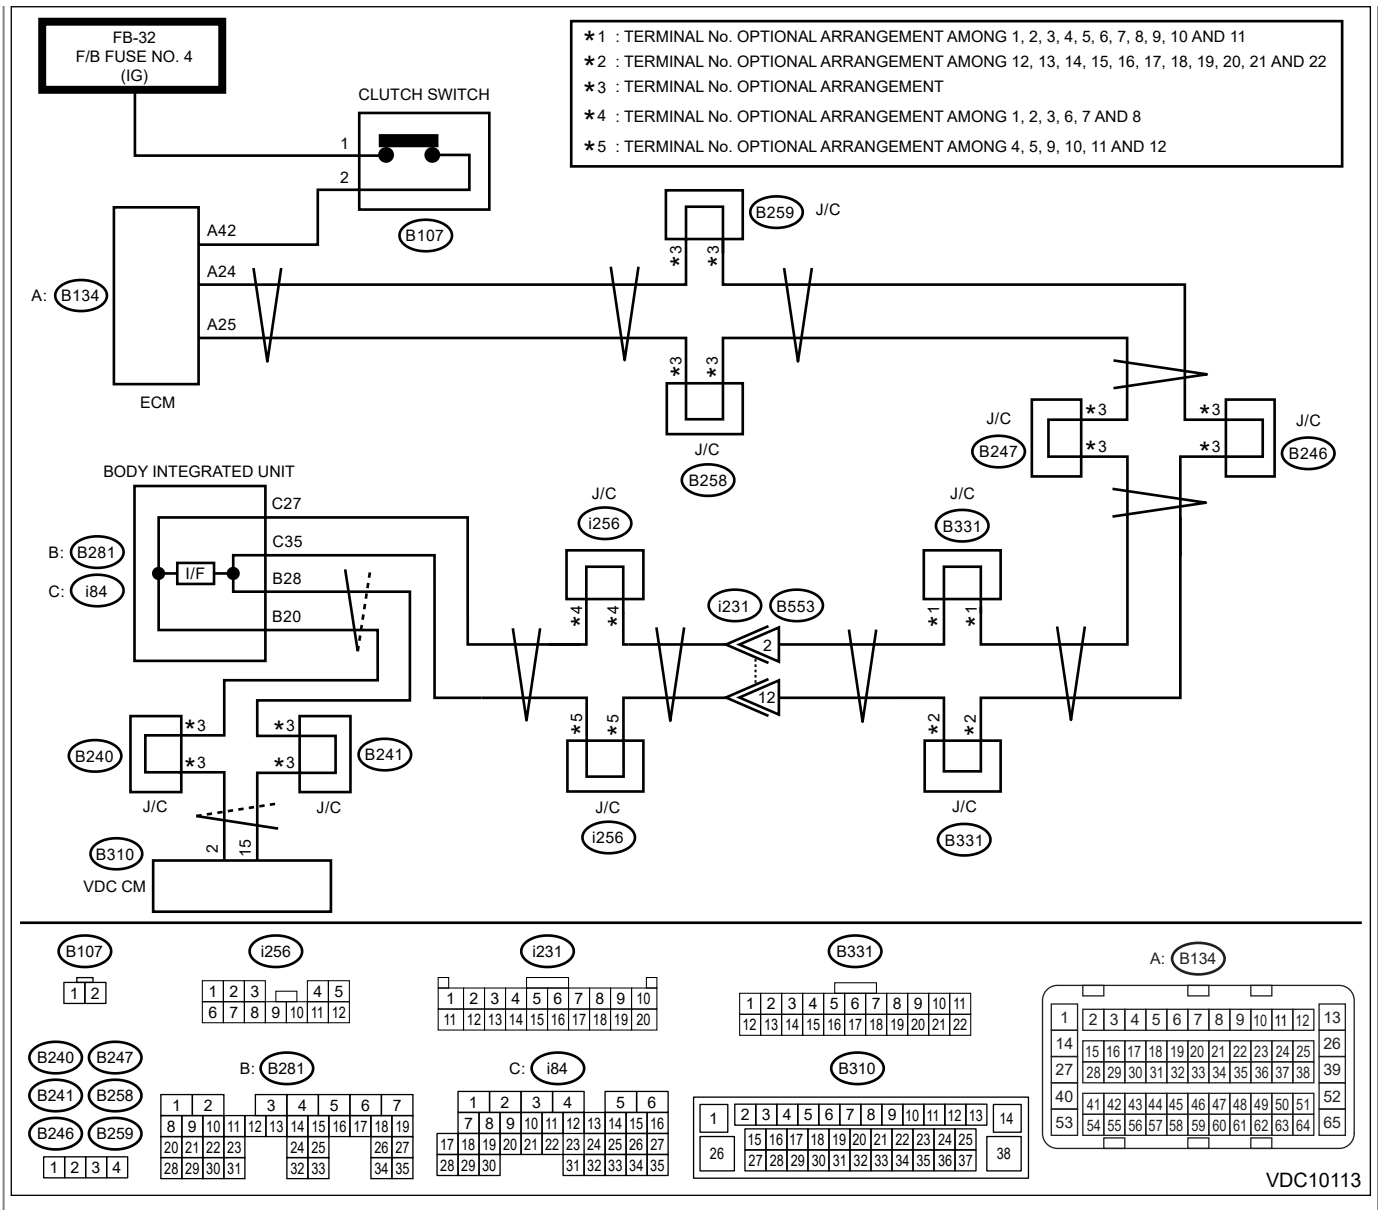 FB-32
F/B FUSE NO. 4
(IG)
*1 : TERMINAL No. OPTIONAL ARRANGEMENT AMONG 1, 2, 3, 4, 5, 6, 7, 8, 9, 10 AND 11
*2 : TERMINAL No. OPTIONAL ARRANGEMENT AMONG 12, 13, 14, 15, 16, 17, 18, 19, 20, 21 AND 22
*3 : TERMINAL No. OPTIONAL ARRANGEMENT
*4 : TERMINAL No. OPTIONAL ARRANGEMENT AMONG 1, 2, 3, 6, 7 AND 8
*5 : TERMINAL No. OPTIONAL ARRANGEMENT AMONG 4, 5, 9, 10, 11 AND 12
CLUTCH SWITCH
1
2
B107
B259 J/C
*3 *3
A42
A24
A25
A: B134
ECM
*3 *3
J/C
B258
*3
*3
J/C
B247
*3
*3
J/C
B246
BODY INTEGRATED UNIT
C27
C35
B28
B20
I/F
B: B281
C: i84
J/C
i256
*4 *4
i231 B553
2
12
J/C
B331
*1 *1
*5 *5
J/C
i256
*2 *2
J/C
B331
B240
*3
*3
J/C
*3
*3
B241
J/C
2 15
B310
VDC CM
B107
1 2
i256
1 2 3 4 5
6 7 8 9 10 11 12
i231
1 2 3 4 5 6 7 8 9 10
11 12 13 14 15 16 17 18 19 20
B331
1 2 3 4 5 6 7 8 9 10 11
12 13 14 15 16 17 18 19 20 21 22
A: B134
1 2 3 4 5 6 7 8 9 10 11 12 13
14 15 16 17 18 19 20 21 22 23 24 25 26
27 28 29 30 31 32 33 34 35 36 37 38 39
40 41 42 43 44 45 46 47 48 49 50 51 52
53 54 55 56 57 58 59 60 61 62 63 64 65
B240 B247
B241 B258
B246 B259
1 2 3 4
B: B281
1 2 3 4 5 6 7
8 9 10 11 12 13 14 15 16 17 18 19
20 21 22 23 24 25 26 27
28 29 30 31 32 33 34 35
C: i84
1 2 3 4 5 6
7 8 9 10 11 12 13 14 15 16
17 18 19 20 21 22 23 24 25 26 27
28 29 30 31 32 33 34 35
B310
1 2 3 4 5 6 7 8 9 10 11 12 13 14
15 16 17 18 19 20 21 22 23 24 25
26 27 28 29 30 31 32 33 34 35 36 37 38
VDC10113